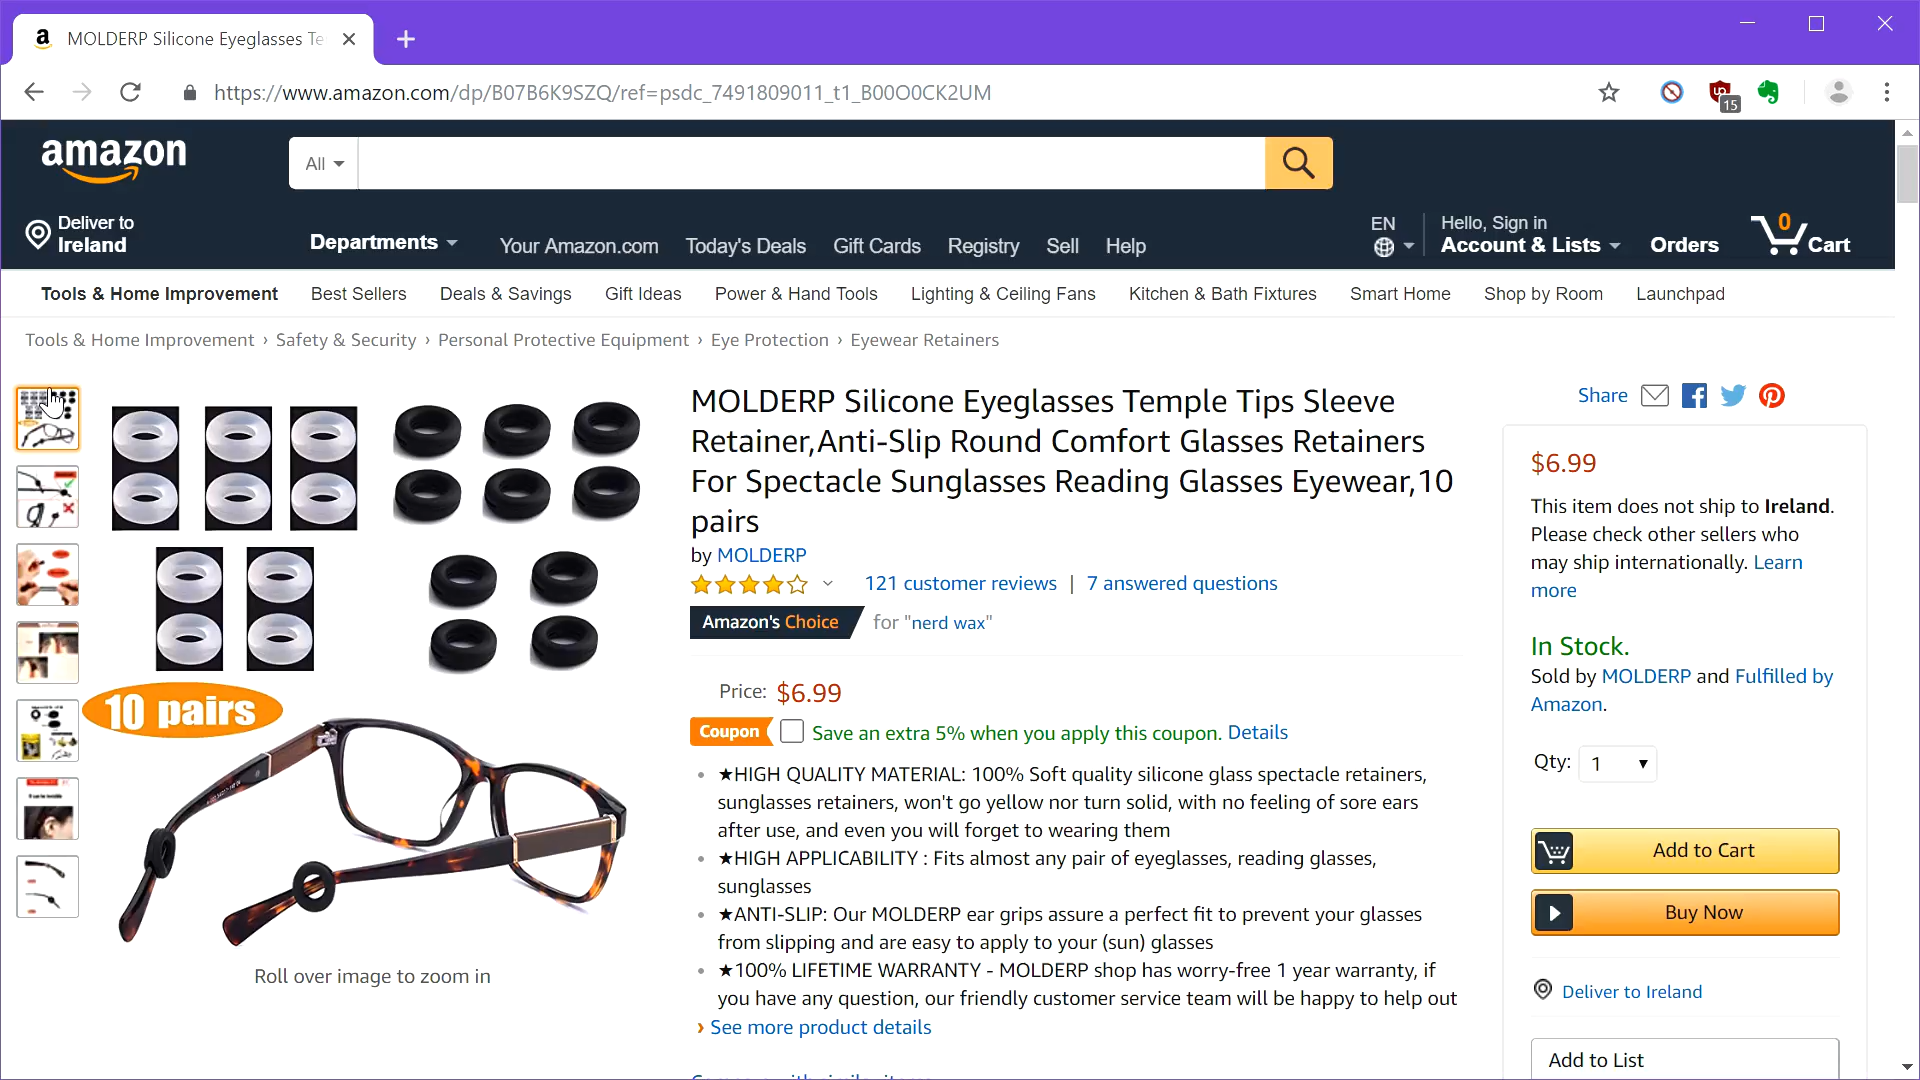 MOLDERP Silicone Eyeglasses Te
https://www.amazon.com/dp/B07B6K9SZQ/ref=psdc_7491809011_t1_B00O0CK2UM
15
amazon
All
Deliver to
Ireland
Departments
Your Amazon.com
Today's Deals
Gift Cards
Registry
Sell
Help
EN
Hello, Sign in
Account & Lists
Orders
0
Cart
Tools & Home Improvement
Best Sellers
Deals & Savings
Gift Ideas
Power & Hand Tools
Lighting & Ceiling Fans
Kitchen & Bath Fixtures
Smart Home
Shop by Room
Launchpad
Tools & Home Improvement › Safety & Security › Personal Protective Equipment › Eye Protection › Eyewear Retainers
10 pairs
Roll over image to zoom in
MOLDERP Silicone Eyeglasses Temple Tips Sleeve
Retainer,Anti-Slip Round Comfort Glasses Retainers
For Spectacle Sunglasses Reading Glasses Eyewear,10
pairs
by MOLDERP
121 customer reviews | 7 answered questions
Amazon's Choice for "nerd wax"
Price: $6.99
Coupon Save an extra 5% when you apply this coupon. Details
• ★HIGH QUALITY MATERIAL: 100% Soft quality silicone glass spectacle retainers,
sunglasses retainers, won't go yellow nor turn solid, with no feeling of sore ears
after use, and even you will forget to wearing them
• ★HIGH APPLICABILITY : Fits almost any pair of eyeglasses, reading glasses,
sunglasses
• ★ANTI-SLIP: Our MOLDERP ear grips assure a perfect fit to prevent your glasses
from slipping and are easy to apply to your (sun) glasses
• ★100% LIFETIME WARRANTY - MOLDERP shop has worry-free 1 year warranty, if
you have any question, our friendly customer service team will be happy to help out
› See more product details
Share
$6.99
This item does not ship to Ireland.
Please check other sellers who
may ship internationally. Learn
more
In Stock.
Sold by MOLDERP and Fulfilled by
Amazon.
Qty: 1
Add to Cart
Buy Now
Deliver to Ireland
Add to List